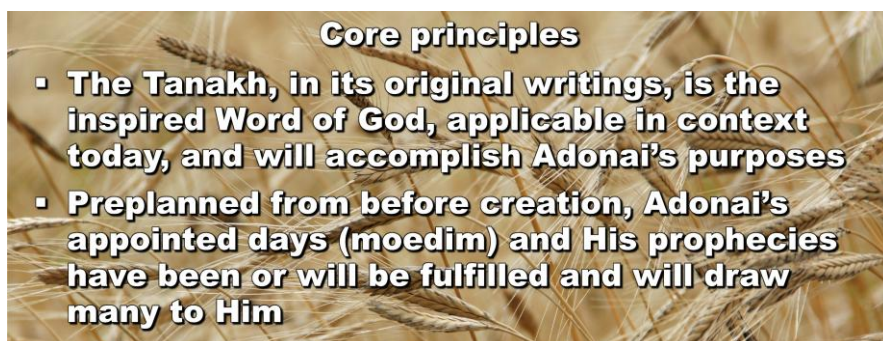 Core principles
▪ The Tanakh, in its original writings, is the
inspired Word of God, applicable in context
today, and will accomplish Adonai’s purposes
▪ Preplanned from before creation, Adonai’s
appointed days (moedim) and His prophecies
have been or will be fulfilled and will draw
many to Him